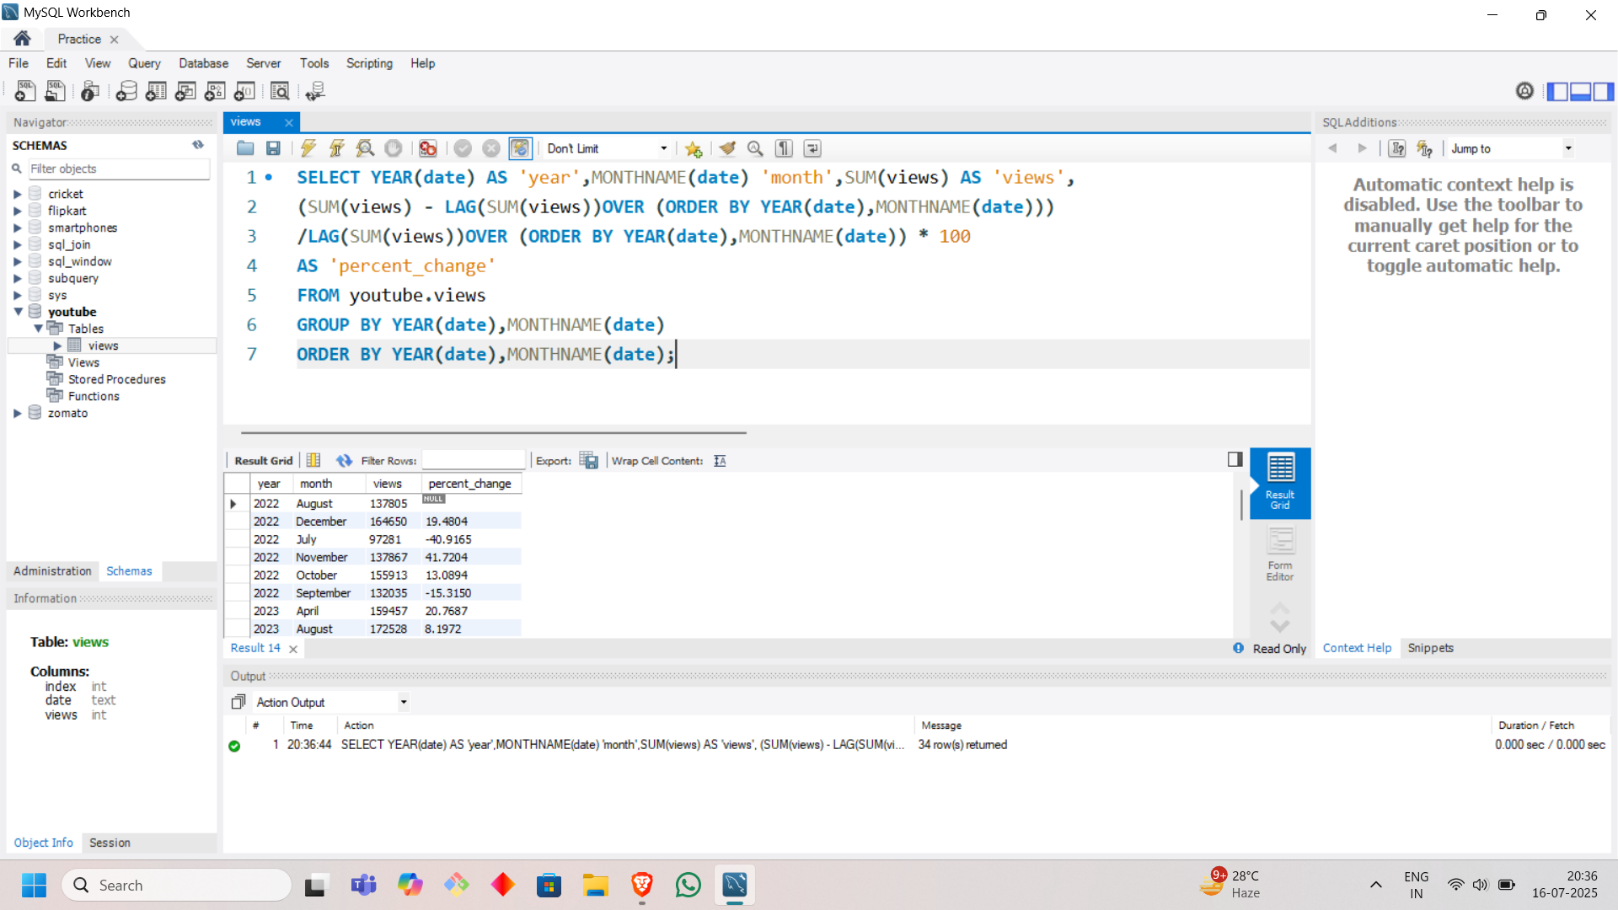 MySQL Workbench
Practice
File Edit View Query Database Server Tools Scripting Help
Navigator
SCHEMAS
Filter objects
cricket
flipkart
smartphones
sql_join
sql_window
subquery
sys
youtube
Tables
views
Views
Stored Procedures
Functions
zomato
Administration Schemas
Information
Table: views
Columns:
index int
date text
views int
Object Info Session
views
Don't Limit
1 SELECT YEAR(date) AS 'year',MONTHNAME(date) 'month',SUM(views) AS 'views',
2 (SUM(views) - LAG(SUM(views))OVER (ORDER BY YEAR(date),MONTHNAME(date)))
3 /LAG(SUM(views))OVER (ORDER BY YEAR(date),MONTHNAME(date)) * 100
4 AS 'percent_change'
5 FROM youtube.views
6 GROUP BY YEAR(date),MONTHNAME(date)
7 ORDER BY YEAR(date),MONTHNAME(date);
Result Grid Filter Rows: Export: Wrap Cell Content:
year month views percent_change
2022 August 137805 NULL
2022 December 164650 19.4804
2022 July 97281 -40.9165
2022 November 137867 41.7204
2022 October 155913 13.0894
2022 September 132035 -15.3150
2023 April 159457 20.7687
2023 August 172528 8.1972
Result Grid
Form Editor
Result 14
Read Only
SQLAdditions
Jump to
Automatic context help is
disabled. Use the toolbar to
manually get help for the
current caret position or to
toggle automatic help.
Context Help Snippets
Output
Action Output
# Time Action Message Duration / Fetch
1 20:36:44 SELECT YEAR(date) AS 'year',MONTHNAME(date) 'month',SUM(views) AS 'views', (SUM(views) - LAG(SUM(vi... 34 row(s) returned 0.000 sec / 0.000 sec
Search
9+
28°C
Haze
ENG
IN
20:36
16-07-2025